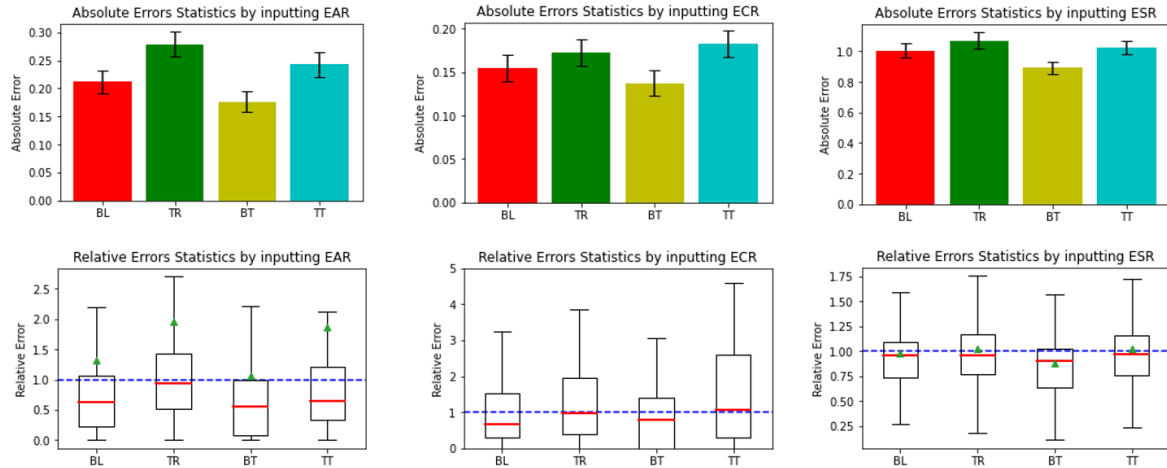 Absolute Errors Statistics by inputting EAR
Absolute Error
0.30
0.25
0.20
0.15
0.10
0.05
0.00
BL TR BT TT
Absolute Errors Statistics by inputting ECR
Absolute Error
0.20
0.15
0.10
0.05
0.00
BL TR BT TT
Absolute Errors Statistics by inputting ESR
Absolute Error
1.0
0.8
0.6
0.4
0.2
0.0
BL TR BT TT
Relative Errors Statistics by inputting EAR
Relative Error
2.5
2.0
1.5
1.0
0.5
0.0
BL TR BT TT
Relative Errors Statistics by inputting ECR
Relative Error
5
4
3
2
1
0
BL TR BT TT
Relative Errors Statistics by inputting ESR
Relative Error
1.75
1.50
1.25
1.00
0.75
0.50
0.25
BL TR BT TT